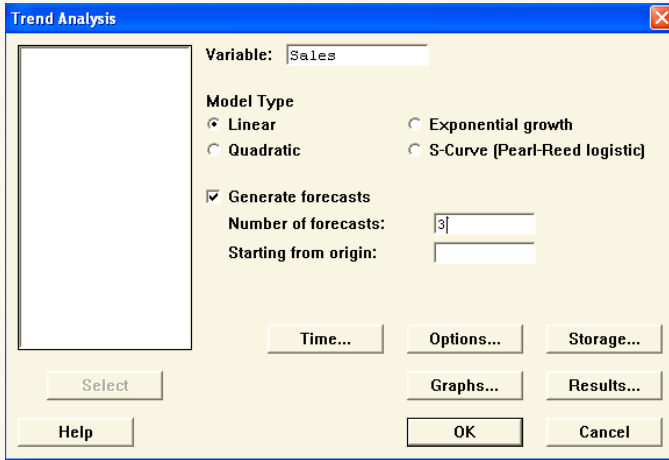 Trend Analysis
Variable: Sales
Model Type
Linear
Exponential growth
Quadratic
S-Curve (Pearl-Reed logistic)
Generate forecasts
Number of forecasts: 3
Starting from origin:
Time... Options... Storage...
Select Graphs... Results...
Help OK Cancel